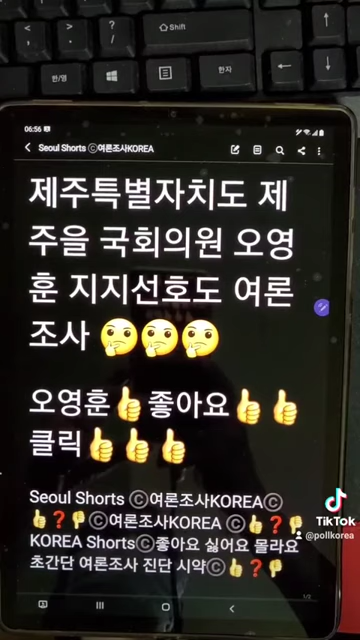 < > ? ⇧ Shift
, . /
한/영 한자
06:56
Seoul Shorts Ⓒ여론조사KOREA
제주특별자치도 제
주을 국회의원 오영
훈 지지선호도 여론
조사 🤔🤔🤔
오영훈👍좋아요👍👍
클릭👍👍👍
Seoul Shorts Ⓒ여론조사KOREAⒸ
👍❓👎Ⓒ여론조사KOREA Ⓒ👍❓👎
KOREA ShortsⒸ좋아요 싫어요 몰라요
초간단 여론조사 진단 시약Ⓒ👍❓👎
TikTok
@pollkorea